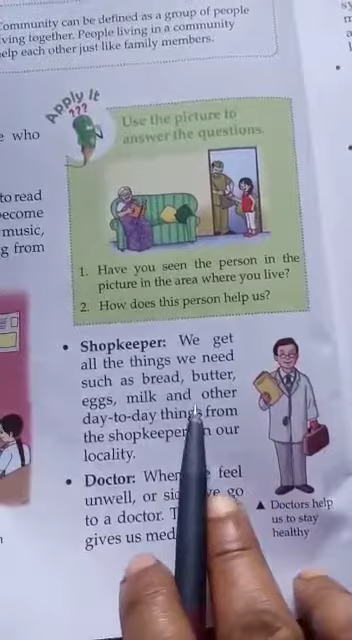 Community can be defined as a group of people
living together. People living in a community
help each other just like family members.
Apply It
???
Use the picture to
answer the questions.
who
to read
become
music,
g from
1. Have you seen the person in the
picture in the area where you live?
2. How does this person help us?
• Shopkeeper: We get
all the things we need
such as bread, butter,
eggs, milk and other
day-to-day things from
the shopkeeper in our
locality.
• Doctor: When feel
unwell, or go
to a doctor.
gives us med
▲ Doctors help
us to stay
healthy